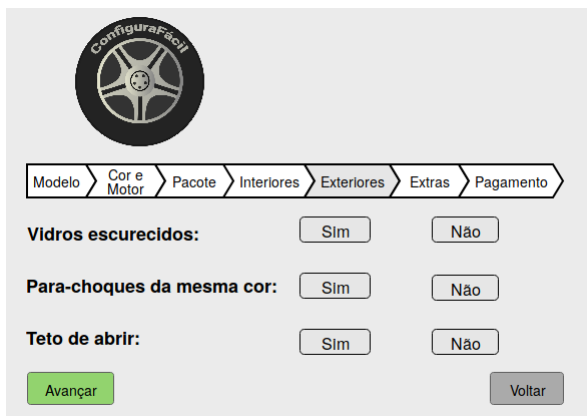 ConfiguraFácil
Modelo
Cor e
Motor
Pacote
Interiores
Exteriores
Extras
Pagamento
Vidros escurecidos:
SIm
Não
Para-choques da mesma cor:
SIm
Não
Teto de abrir:
SIm
Não
Avançar
Voltar